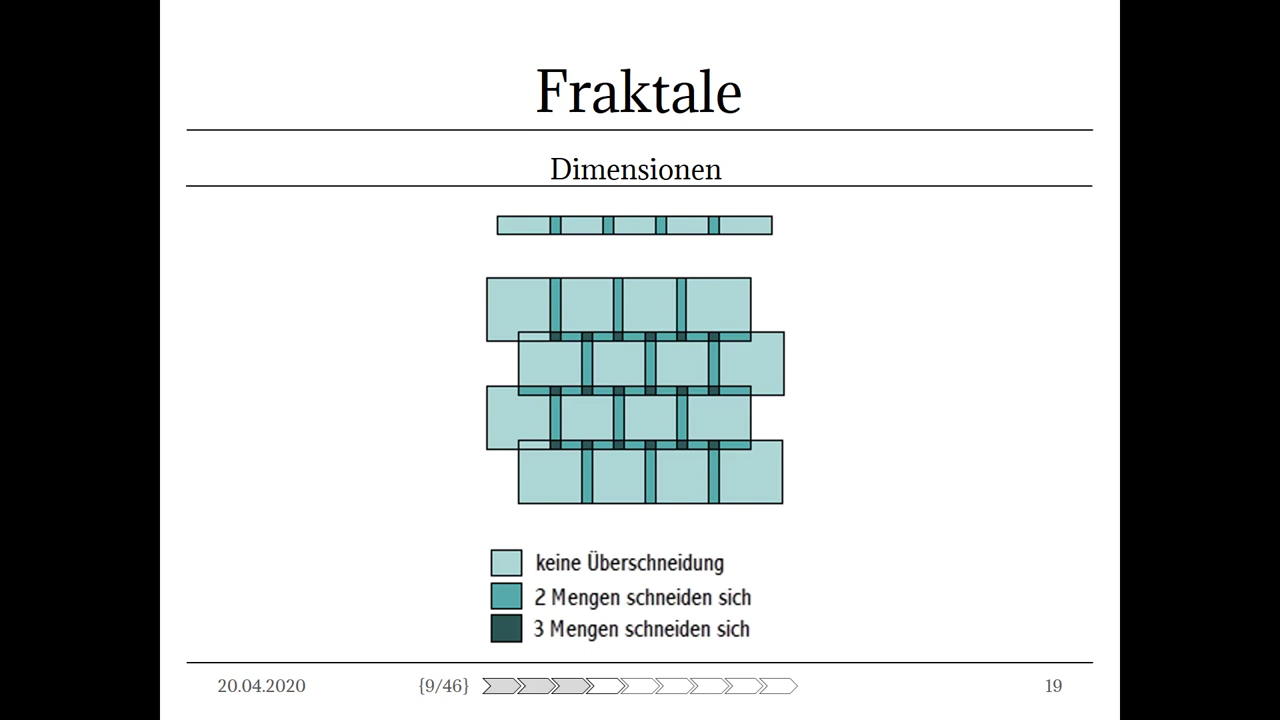 Fraktale
Dimensionen
keine Überschneidung
2 Mengen schneiden sich
3 Mengen schneiden sich
20.04.2020 {9/46} 19